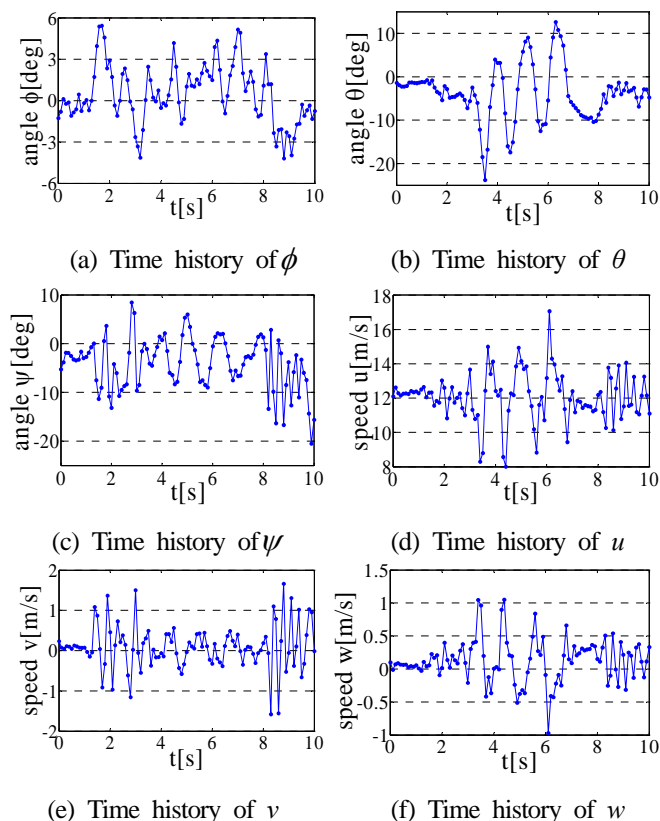 6
3
0
-3
-6
0 2 4 6 8 10
angle ϕ[deg]
t[s]
(a) Time history of ϕ
10
0
-10
-20
0 2 4 6 8 10
angle θ[deg]
t[s]
(b) Time history of θ
10
0
-10
-20
0 2 4 6 8 10
angle ψ[deg]
t[s]
(c) Time history of ψ
18
16
14
12
10
8
0 2 4 6 8 10
speed u[m/s]
t[s]
(d) Time history of u
2
1
0
-1
-2
0 2 4 6 8 10
speed v[m/s]
t[s]
(e) Time history of v
1.5
1
0.5
0
-0.5
-1
0 2 4 6 8 10
speed w[m/s]
t[s]
(f) Time history of w